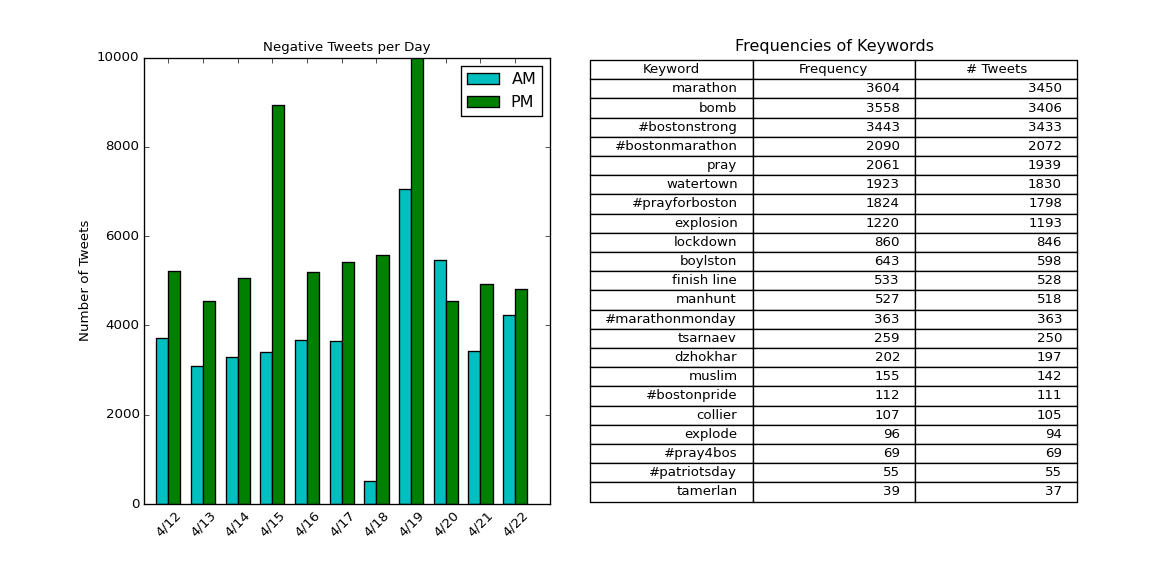 Negative Tweets per Day
10000
8000
6000
4000
2000
0
Number of Tweets
AM
PM
4/12 4/13 4/14 4/15 4/16 4/17 4/18 4/19 4/20 4/21 4/22
Frequencies of Keywords
Keyword Frequency # Tweets
marathon 3604 3450
bomb 3558 3406
#bostonstrong 3443 3433
#bostonmarathon 2090 2072
pray 2061 1939
watertown 1923 1830
#prayforboston 1824 1798
explosion 1220 1193
lockdown 860 846
boylston 643 598
finish line 533 528
manhunt 527 518
#marathonmonday 363 363
tsarnaev 259 250
dzhokhar 202 197
muslim 155 142
#bostonpride 112 111
collier 107 105
explode 96 94
#pray4bos 69 69
#patriotsday 55 55
tamerlan 39 37